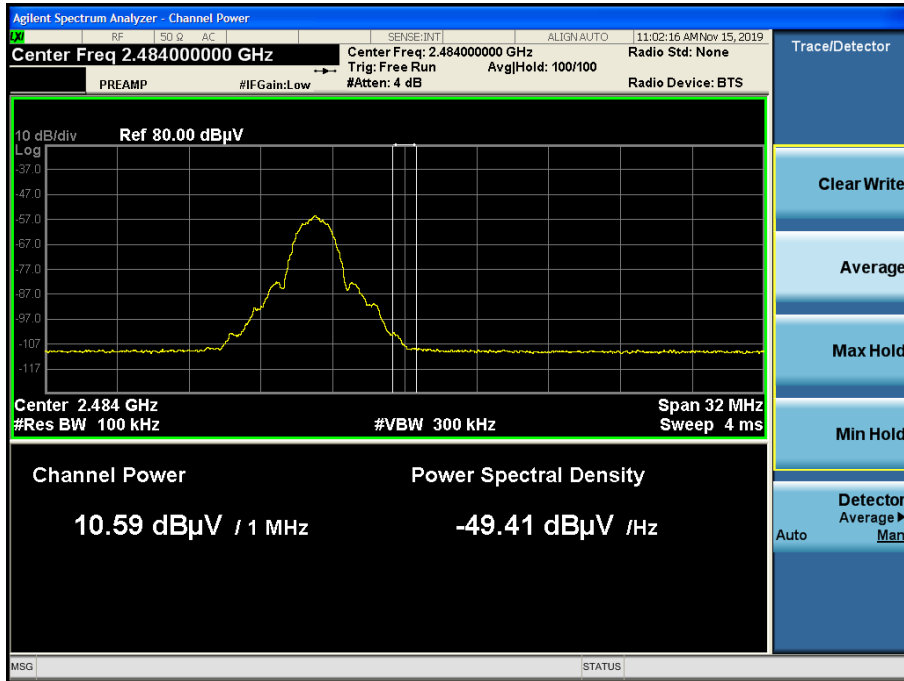 Agilent Spectrum Analyzer - Channel Power
LXI RF 50 Ω AC SENSE:INT ALIGN AUTO 11:02:16 AM Nov 15, 2019
Center Freq 2.484000000 GHz
Center Freq: 2.484000000 GHz
Radio Std: None
Trig: Free Run Avg|Hold: 100/100
PREAMP #IFGain:Low #Atten: 4 dB Radio Device: BTS
Trace/Detector
10 dB/div Ref 80.00 dBµV
Log
-37.0
-47.0
-57.0
-67.0
-77.0
-87.0
-97.0
-107
-117
Center 2.484 GHz Span 32 MHz
#Res BW 100 kHz #VBW 300 kHz Sweep 4 ms
Channel Power Power Spectral Density
10.59 dBµV / 1 MHz -49.41 dBµV /Hz
Clear Write
Average
Max Hold
Min Hold
Detector
Average
Auto Man
MSG STATUS